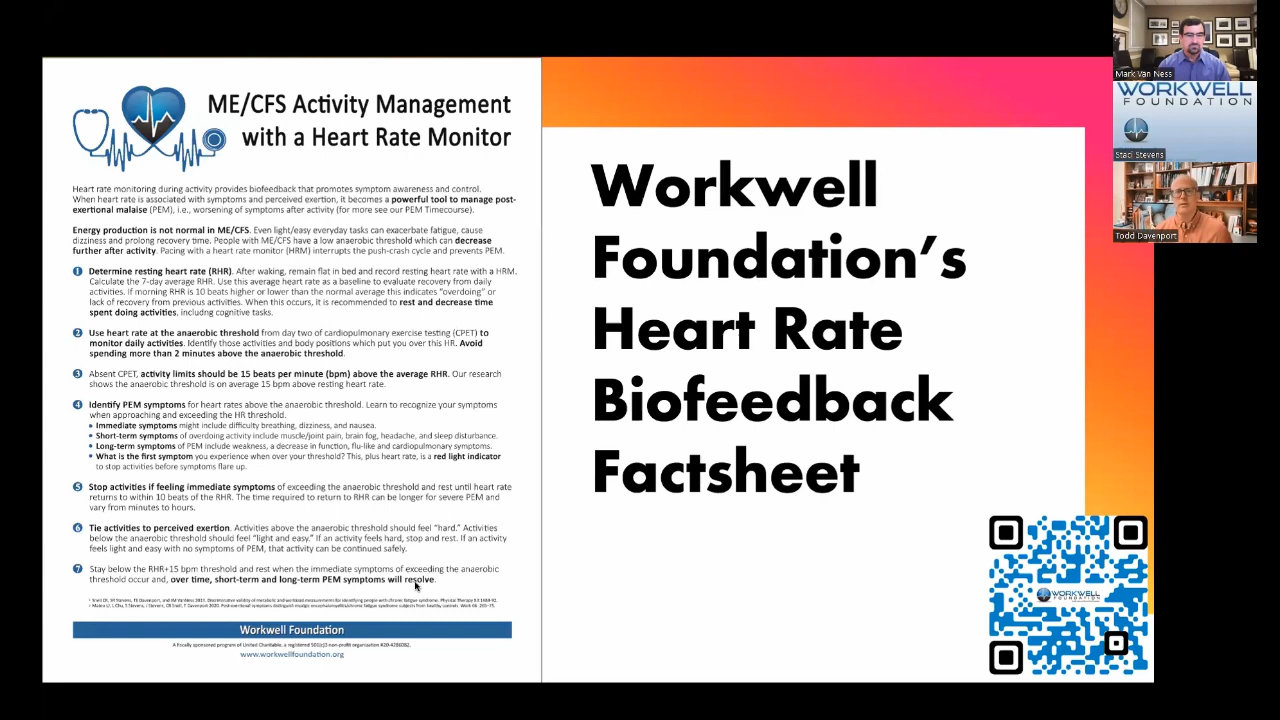 ME/CFS Activity Management
with a Heart Rate Monitor
Heart rate monitoring during activity provides biofeedback that promotes symptom awareness and control.
When heart rate is associated with symptoms and perceived exertion, it becomes a powerful tool to manage post-
exertional malaise (PEM), i.e., worsening of symptoms after activity (for more see our PEM Timecourse).
Energy production is not normal in ME/CFS. Even light/easy everyday tasks can exacerbate fatigue, cause
dizziness and prolong recovery time. People with ME/CFS have a low anaerobic threshold which can decrease
further after activity. Pacing with a heart rate monitor (HRM) interrupts the push-crash cycle and prevents PEM.
1 Determine resting heart rate (RHR). After waking, remain flat in bed and record resting heart rate with a HRM.
Calculate the 7-day average RHR. Use this average heart rate as a baseline to evaluate recovery from daily
activities. If morning RHR is 10 beats higher or lower than the normal average this indicates "overdoing" or
lack of recovery from previous activities. When this occurs, it is recommended to rest and decrease time
spent doing activities, includng cognitive tasks.
2 Use heart rate at the anaerobic threshold from day two of cardiopulmonary exercise testing (CPET) to
monitor daily activities. Identify those activities and body positions which put you over this HR. Avoid
spending more than 2 minutes above the anaerobic threshold.
3 Absent CPET, activity limits should be 15 beats per minute (bpm) above the average RHR. Our research
shows the anaerobic threshold is on average 15 bpm above resting heart rate.
4 Identify PEM symptoms for heart rates above the anaerobic threshold. Learn to recognize your symptoms
when approaching and exceeding the HR threshold.
• Immediate symptoms might include difficulty breathing, dizziness, and nausea.
• Short-term symptoms of overdoing activity include muscle/joint pain, brain fog, headache, and sleep disturbance.
• Long-term symptoms of PEM include weakness, a decrease in function, flu-like and cardiopulmonary symptoms.
• What is the first symptom you experience when over your threshold? This, plus heart rate, is a red light indicator
to stop activities before symptoms flare up.
5 Stop activities if feeling immediate symptoms of exceeding the anaerobic threshold and rest until heart rate
returns to within 10 beats of the RHR. The time required to return to RHR can be longer for severe PEM and
vary from minutes to hours.
6 Tie activities to perceived exertion. Activities above the anaerobic threshold should feel "hard." Activities
below the anaerobic threshold should feel "light and easy." If an activity feels hard, stop and rest. If an activity
feels light and easy with no symptoms of PEM, that activity can be continued safely.
7 Stay below the RHR+15 bpm threshold and rest when the immediate symptoms of exceeding the anaerobic
threshold occur and, over time, short-term and long-term PEM symptoms will resolve.
Workwell Foundation
A fiscally sponsored program of United Charitable, a registered 501(c)3 non-profit organization #20-4286082.
www.workwellfoundation.org
Workwell
Foundation's
Heart Rate
Biofeedback
Factsheet
WORKWELL
FOUNDATION
Mark Van Ness
WORKWELL
FOUNDATION
Staci Stevens
Todd Davenport